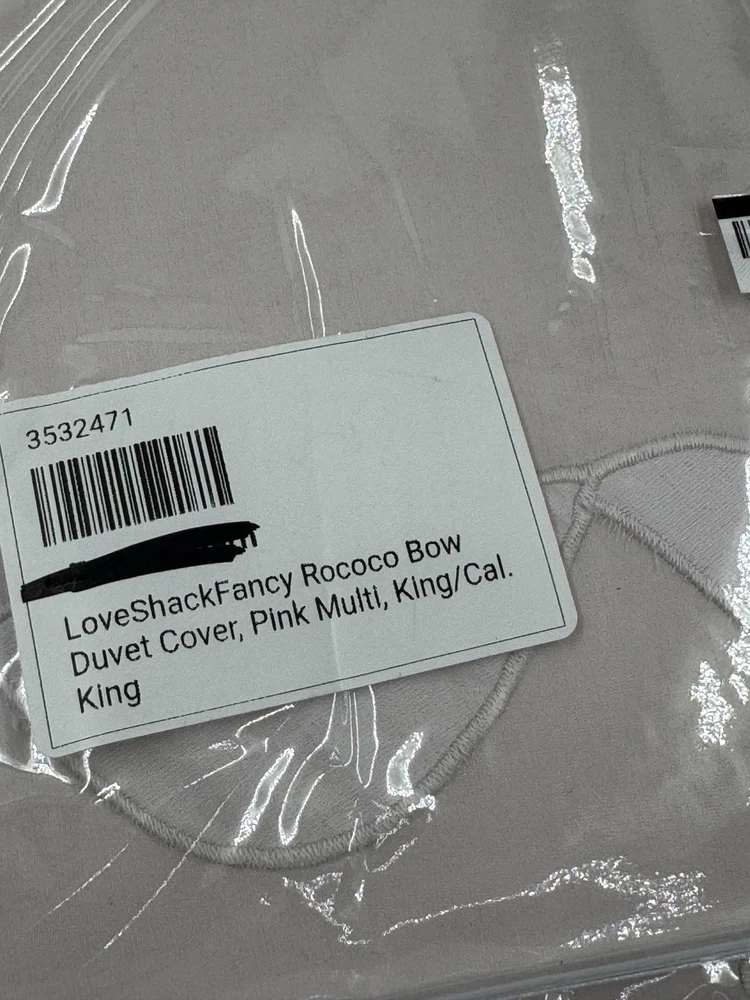 3532471
LoveShackFancy Rococo Bow
Duvet Cover, Pink Multi, King/Cal.
King